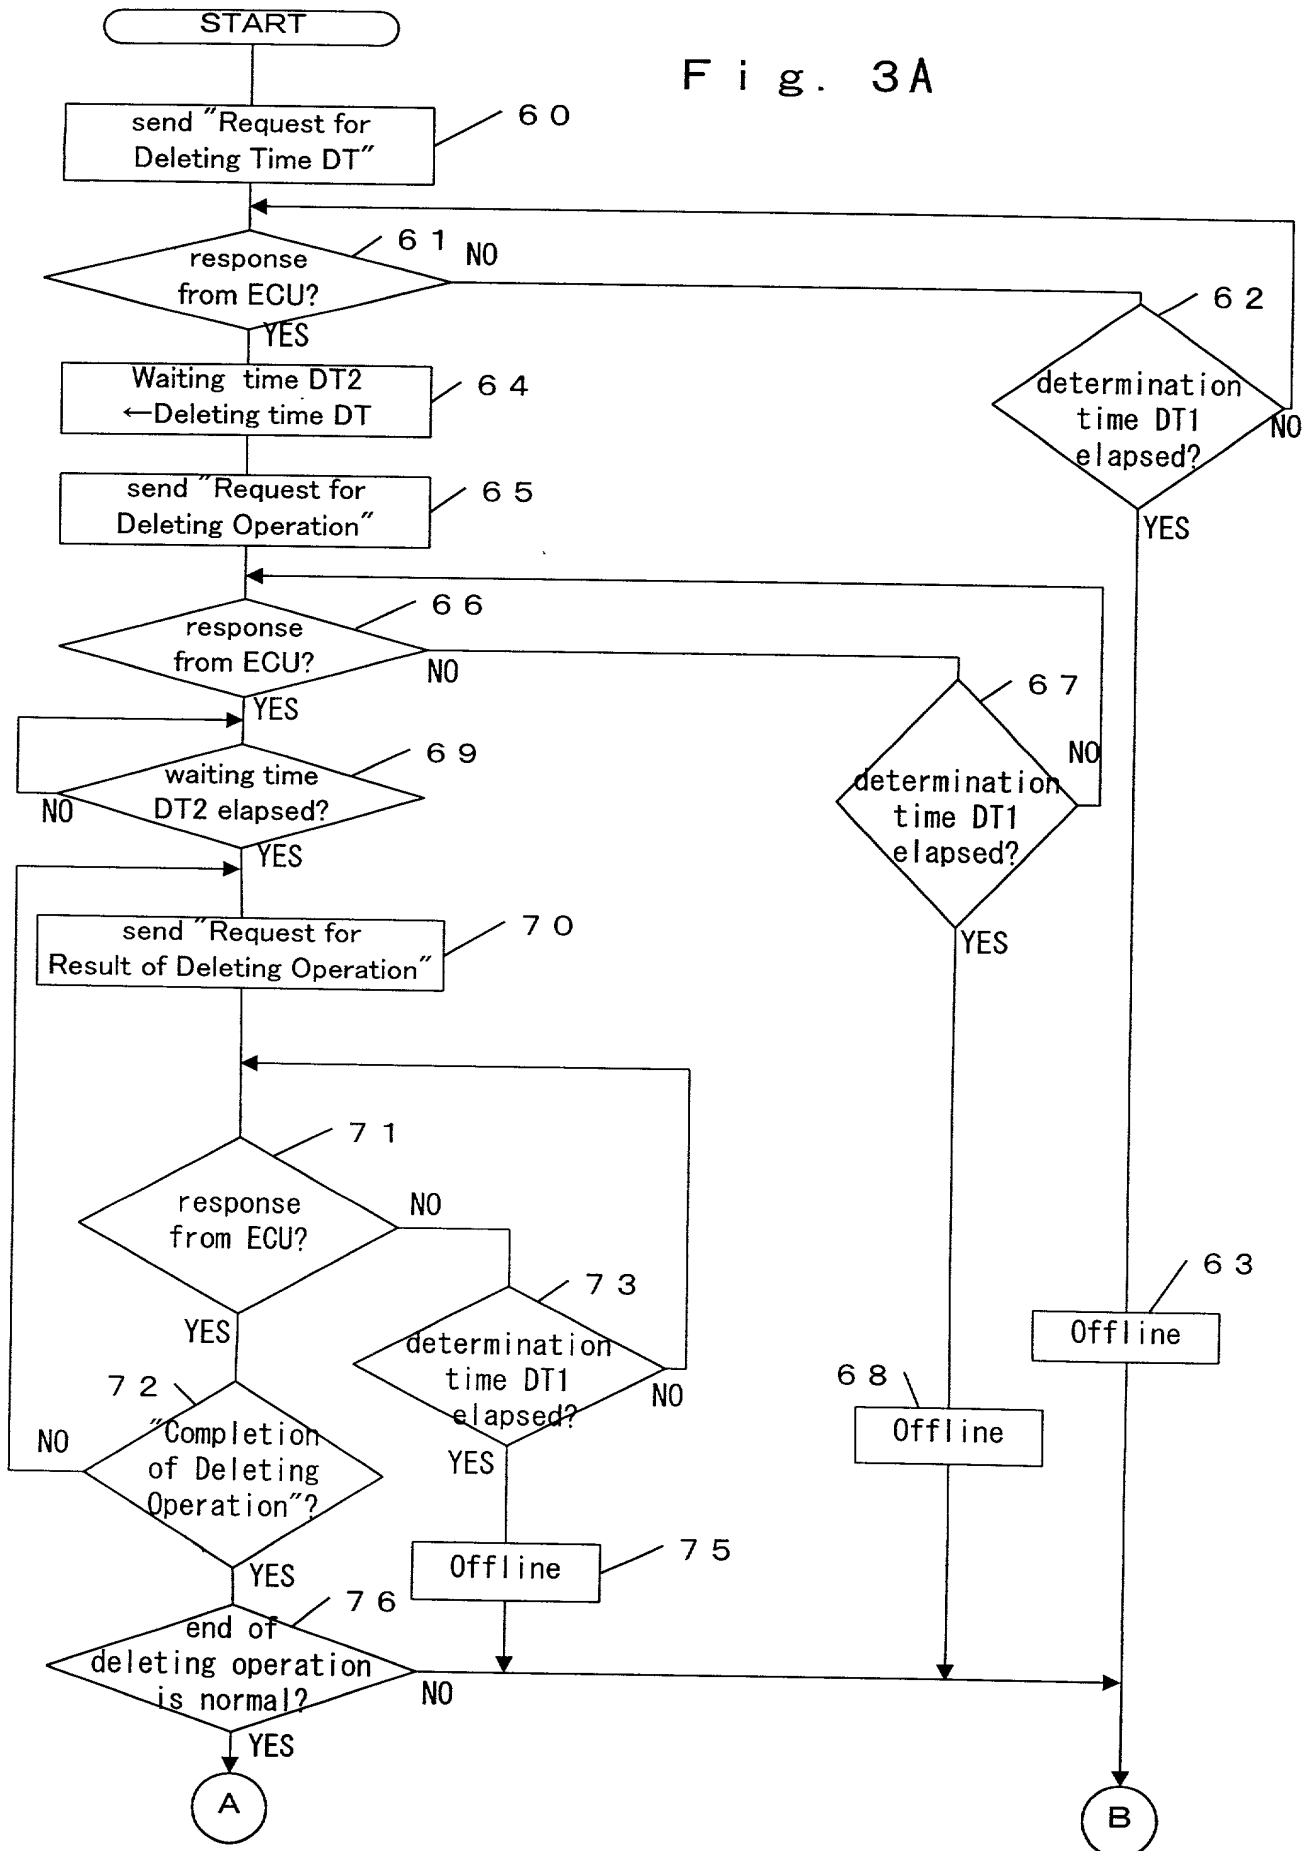 START
Fig. 3A
send "Request for
Deleting Time DT"
60
response
from ECU?
61
NO
YES
62
determination
time DT1
elapsed?
NO
YES
Waiting time DT2
←Deleting time DT
64
send "Request for
Deleting Operation"
65
response
from ECU?
66
NO
YES
67
determination
time DT1
elapsed?
NO
YES
waiting time
DT2 elapsed?
69
NO
YES
send "Request for
Result of Deleting Operation"
70
response
from ECU?
71
NO
YES
73
determination
time DT1
elapsed?
NO
YES
63
Offline
68
Offline
72
"Completion
of Deleting
Operation"?
NO
YES
Offline
75
end of
deleting operation
is normal?
76
NO
YES
A
B